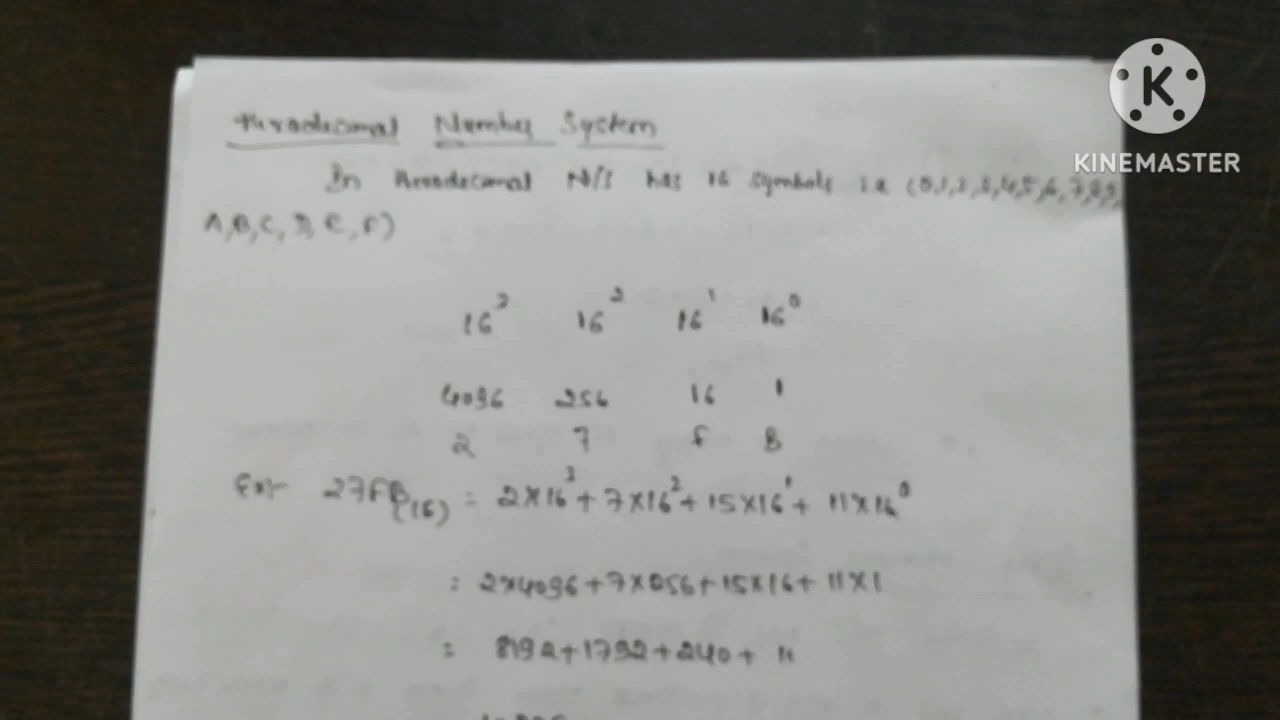 Hexadecimal Number System
In Hexadecimal N/S has 16 symbols i.e (0,1,2,3,4,5,6,7,8,9,
A,B,C,D,E,F)
16³ 16² 16¹ 16⁰
4096 256 16 1
2 7 F B
Ex:- 27FB(16) = 2×16³+7×16²+15×16¹+ 11×16⁰
= 2×4096+7×256+15×16+ 11×1
= 8192+1792+240+ 11
K
KINEMASTER